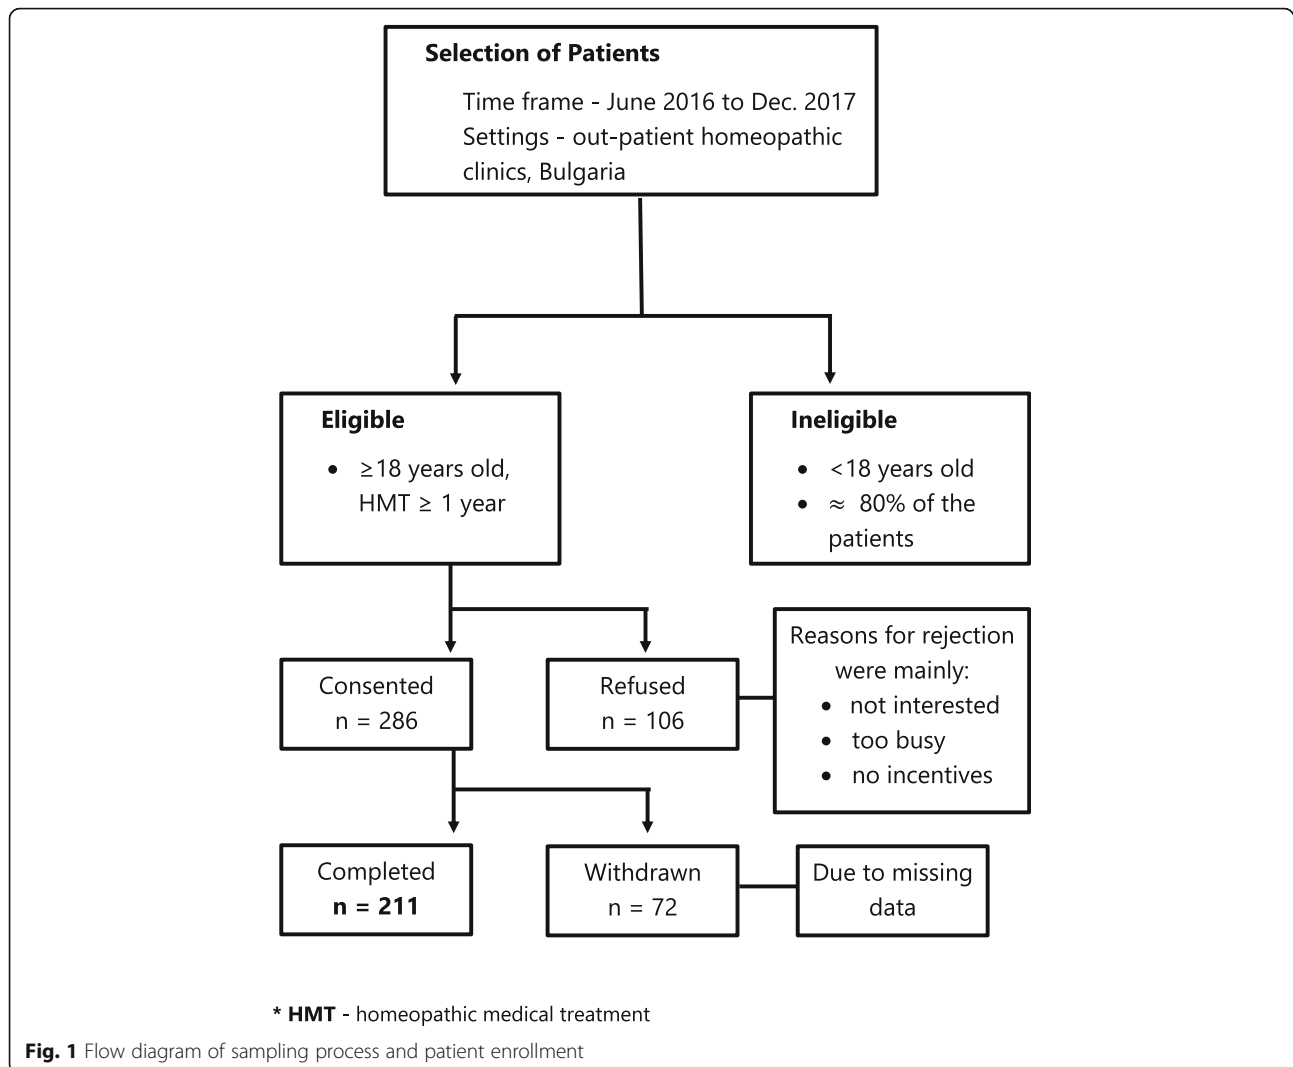 Selection of Patients
Time frame - June 2016 to Dec. 2017
Settings - out-patient homeopathic
clinics, Bulgaria
Eligible
• ≥18 years old,
HMT ≥ 1 year
Ineligible
• <18 years old
• ≈ 80% of the
patients
Consented
n = 286
Refused
n = 106
Reasons for rejection
were mainly:
• not interested
• too busy
• no incentives
Completed
n = 211
Withdrawn
n = 72
Due to missing
data
* HMT - homeopathic medical treatment
Fig. 1 Flow diagram of sampling process and patient enrollment